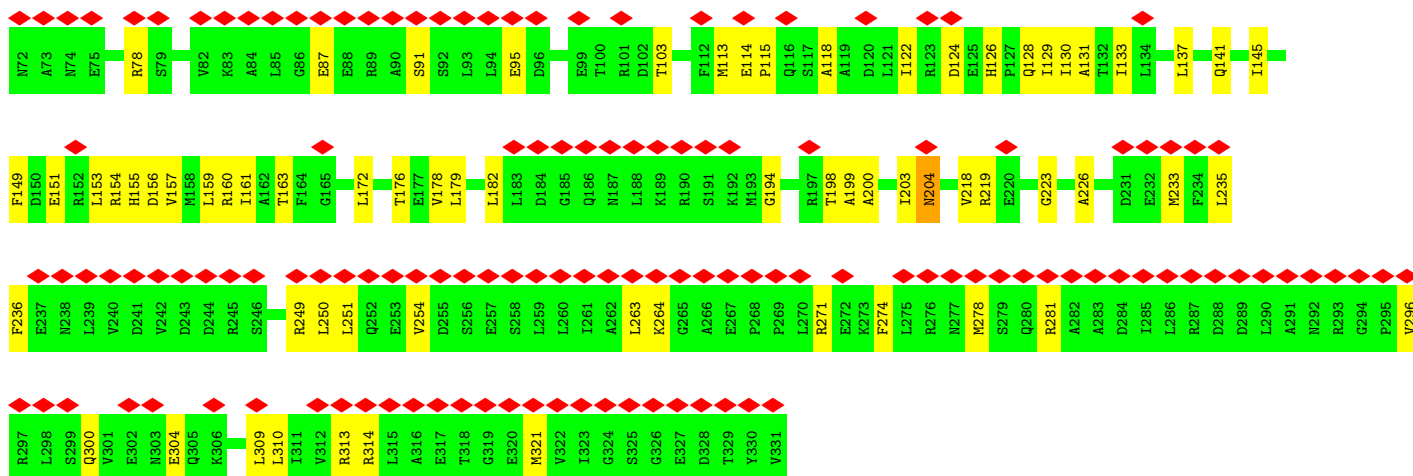 N72 A73 N74 E75 R78 S79 V82 K83 A84 L85 G86 E87 E88 R89 A90 S91 S92 L93 L94 E95 D96 E99 T100 R101 D102 T103 F112 M113 E114 P115 Q116 S117 A118 A119 D120 L121 I122 R123 D124 E125 H126 P127 Q128 I129 I130 A131 T132 I133 L134 L137 Q141 I145
F149 D150 E151 R152 L153 R154 H155 D156 V157 M158 L159 R160 I161 A162 T163 F164 G165 L172 T176 E177 V178 L179 L182 L183 D184 G185 Q186 N187 L188 K189 R190 S191 K192 M193 G194 R197 T198 A199 A200 I203 N204 V218 R219 E220 G223 A226 D231 E232 M233 F234 L235
F236 E237 N238 L239 V240 D241 V242 D243 D244 R245 S246 R249 L250 L251 Q252 E253 V254 D255 S256 E257 S258 L259 L260 I261 A262 L263 K264 G265 A266 E267 P268 P269 L270 R271 E272 K273 F274 L275 R276 N277 M278 S279 Q280 R281 A282 A283 D284 I285 L286 R287 D288 D289 L290 A291 N292 R293 G294 P295 V296
R297 L298 S299 Q300 V301 E302 N303 E304 Q305 K306 L309 L310 I311 V312 R313 R314 L315 A316 E317 T318 G319 E320 M321 V322 I323 G324 S325 G326 E327 D328 T329 Y330 V331